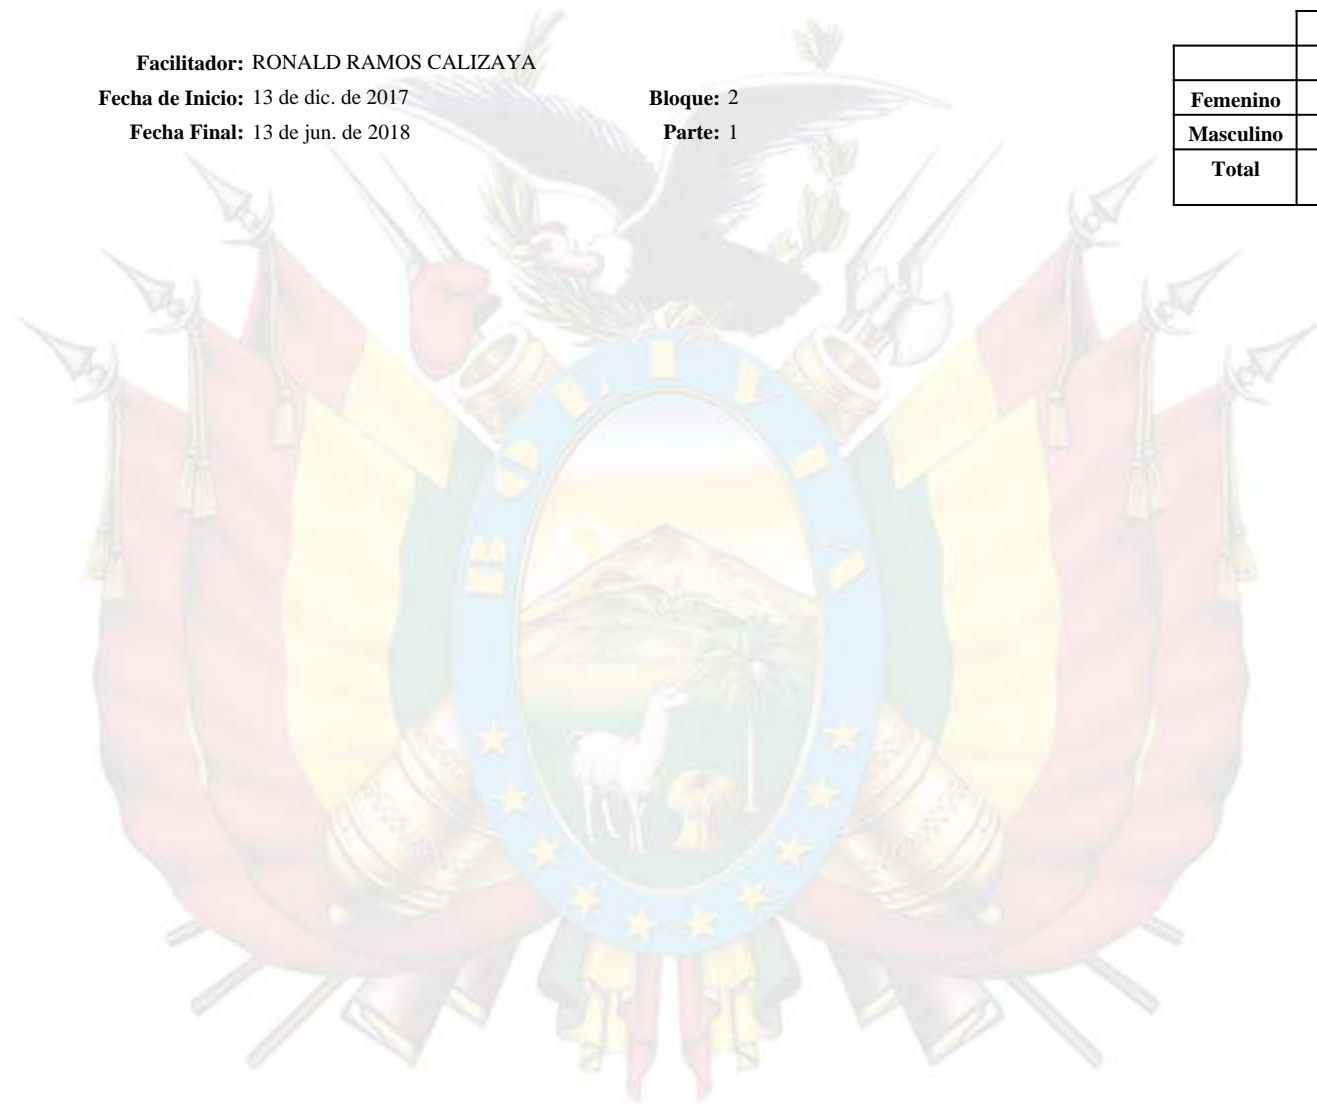 Facilitador: RONALD RAMOS CALIZAYA
Fecha de Inicio: 13 de dic. de 2017 Bloque: 2
Fecha Final: 13 de jun. de 2018 Parte: 1
Femenino
Masculino
Total
BOLIVIA